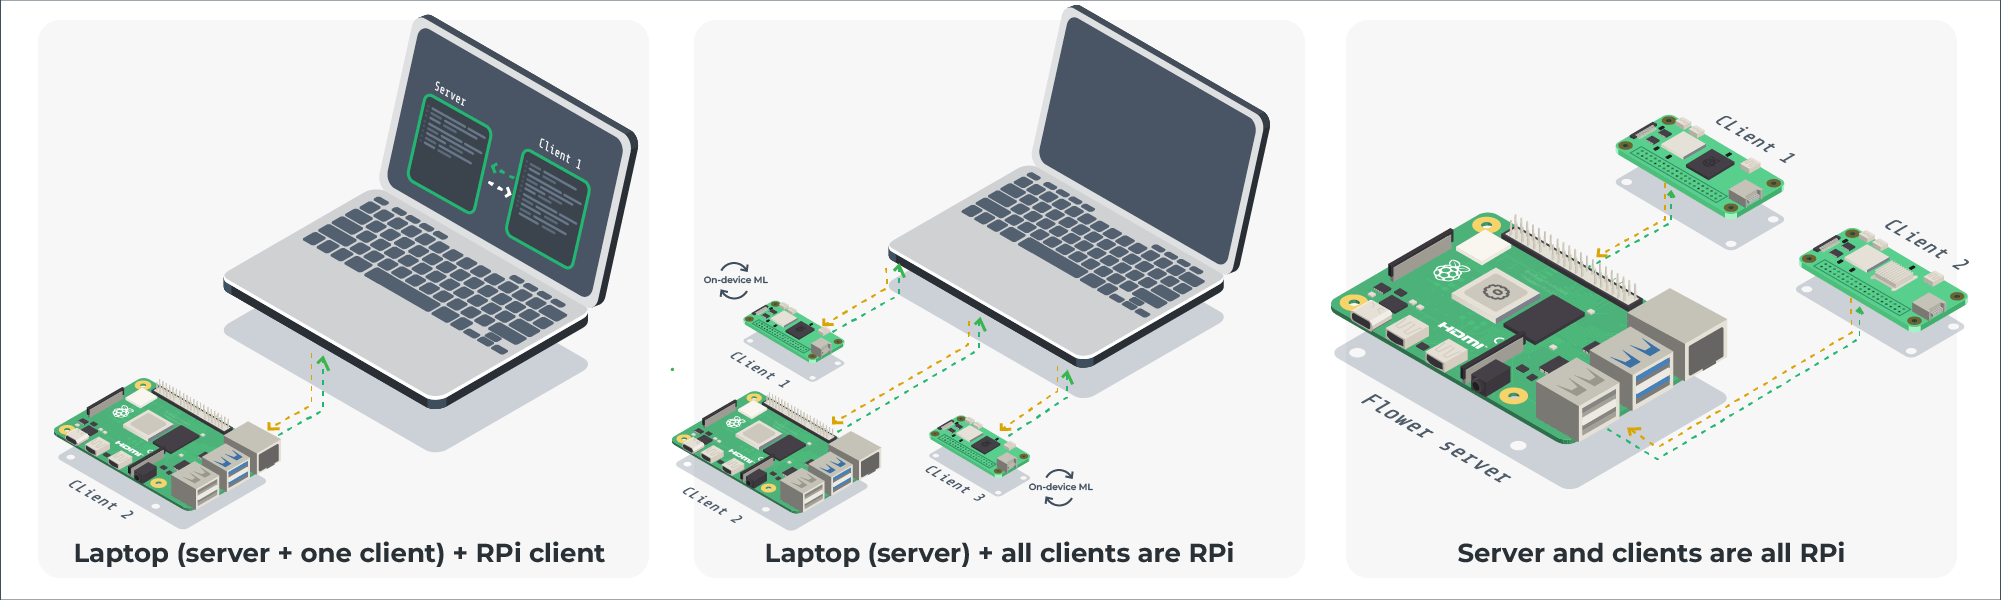 Server
Client 1
CLient 2
HDMI
Laptop (server + one client) + RPi client
On-device ML
CLient 1
CLient 2
HDMI
CLient 3
On-device ML
Laptop (server) + all clients are RPi
CLient 1
CLient 2
HDMI
Flower server
Server and clients are all RPi